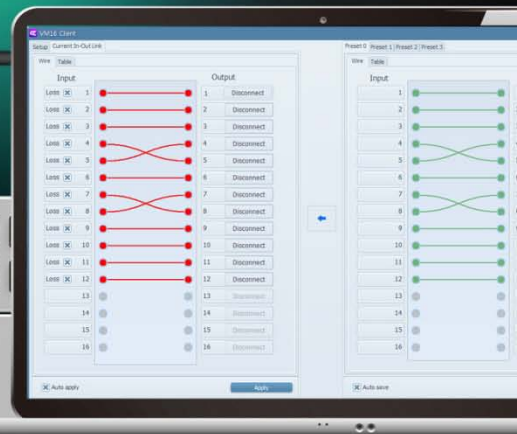 VM16 Client
Setup Current In-Out Link
Preset 0 Preset 1 Preset 2 Preset 3
Wire Table
Wire Table
Input Output
Input
Loss 1 1 Disconnect
1
Loss 2 2 Disconnect
2
Loss 3 3 Disconnect
3
Loss 4 4 Disconnect
4
Loss 5 5 Disconnect
5
Loss 6 6 Disconnect
6
Loss 7 7 Disconnect
7
Loss 8 8 Disconnect
8
Loss 9 9 Disconnect
9
Loss 10 10 Disconnect
10
Loss 11 11 Disconnect
11
Loss 12 12 Disconnect
12
13 13 Disconnect
13
14 14 Disconnect
14
15 15 Disconnect
15
16 16 Disconnect
16
Auto apply Apply
Auto save